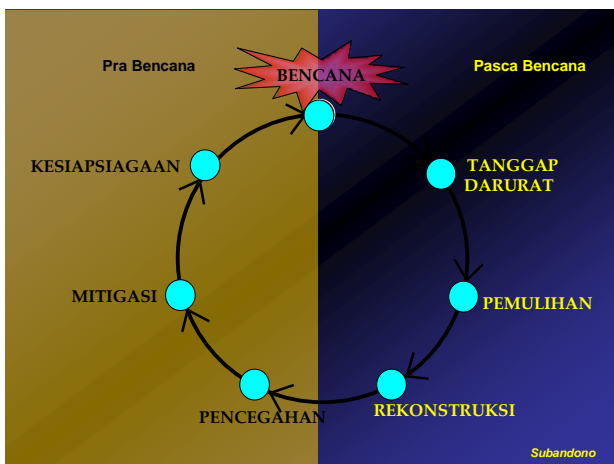 Pra Bencana
BENCANA
Pasca Bencana
KESIAPSIAGAAN
TANGGAP
DARURAT
MITIGASI
PEMULIHAN
PENCEGAHAN
REKONSTRUKSI
Subandono